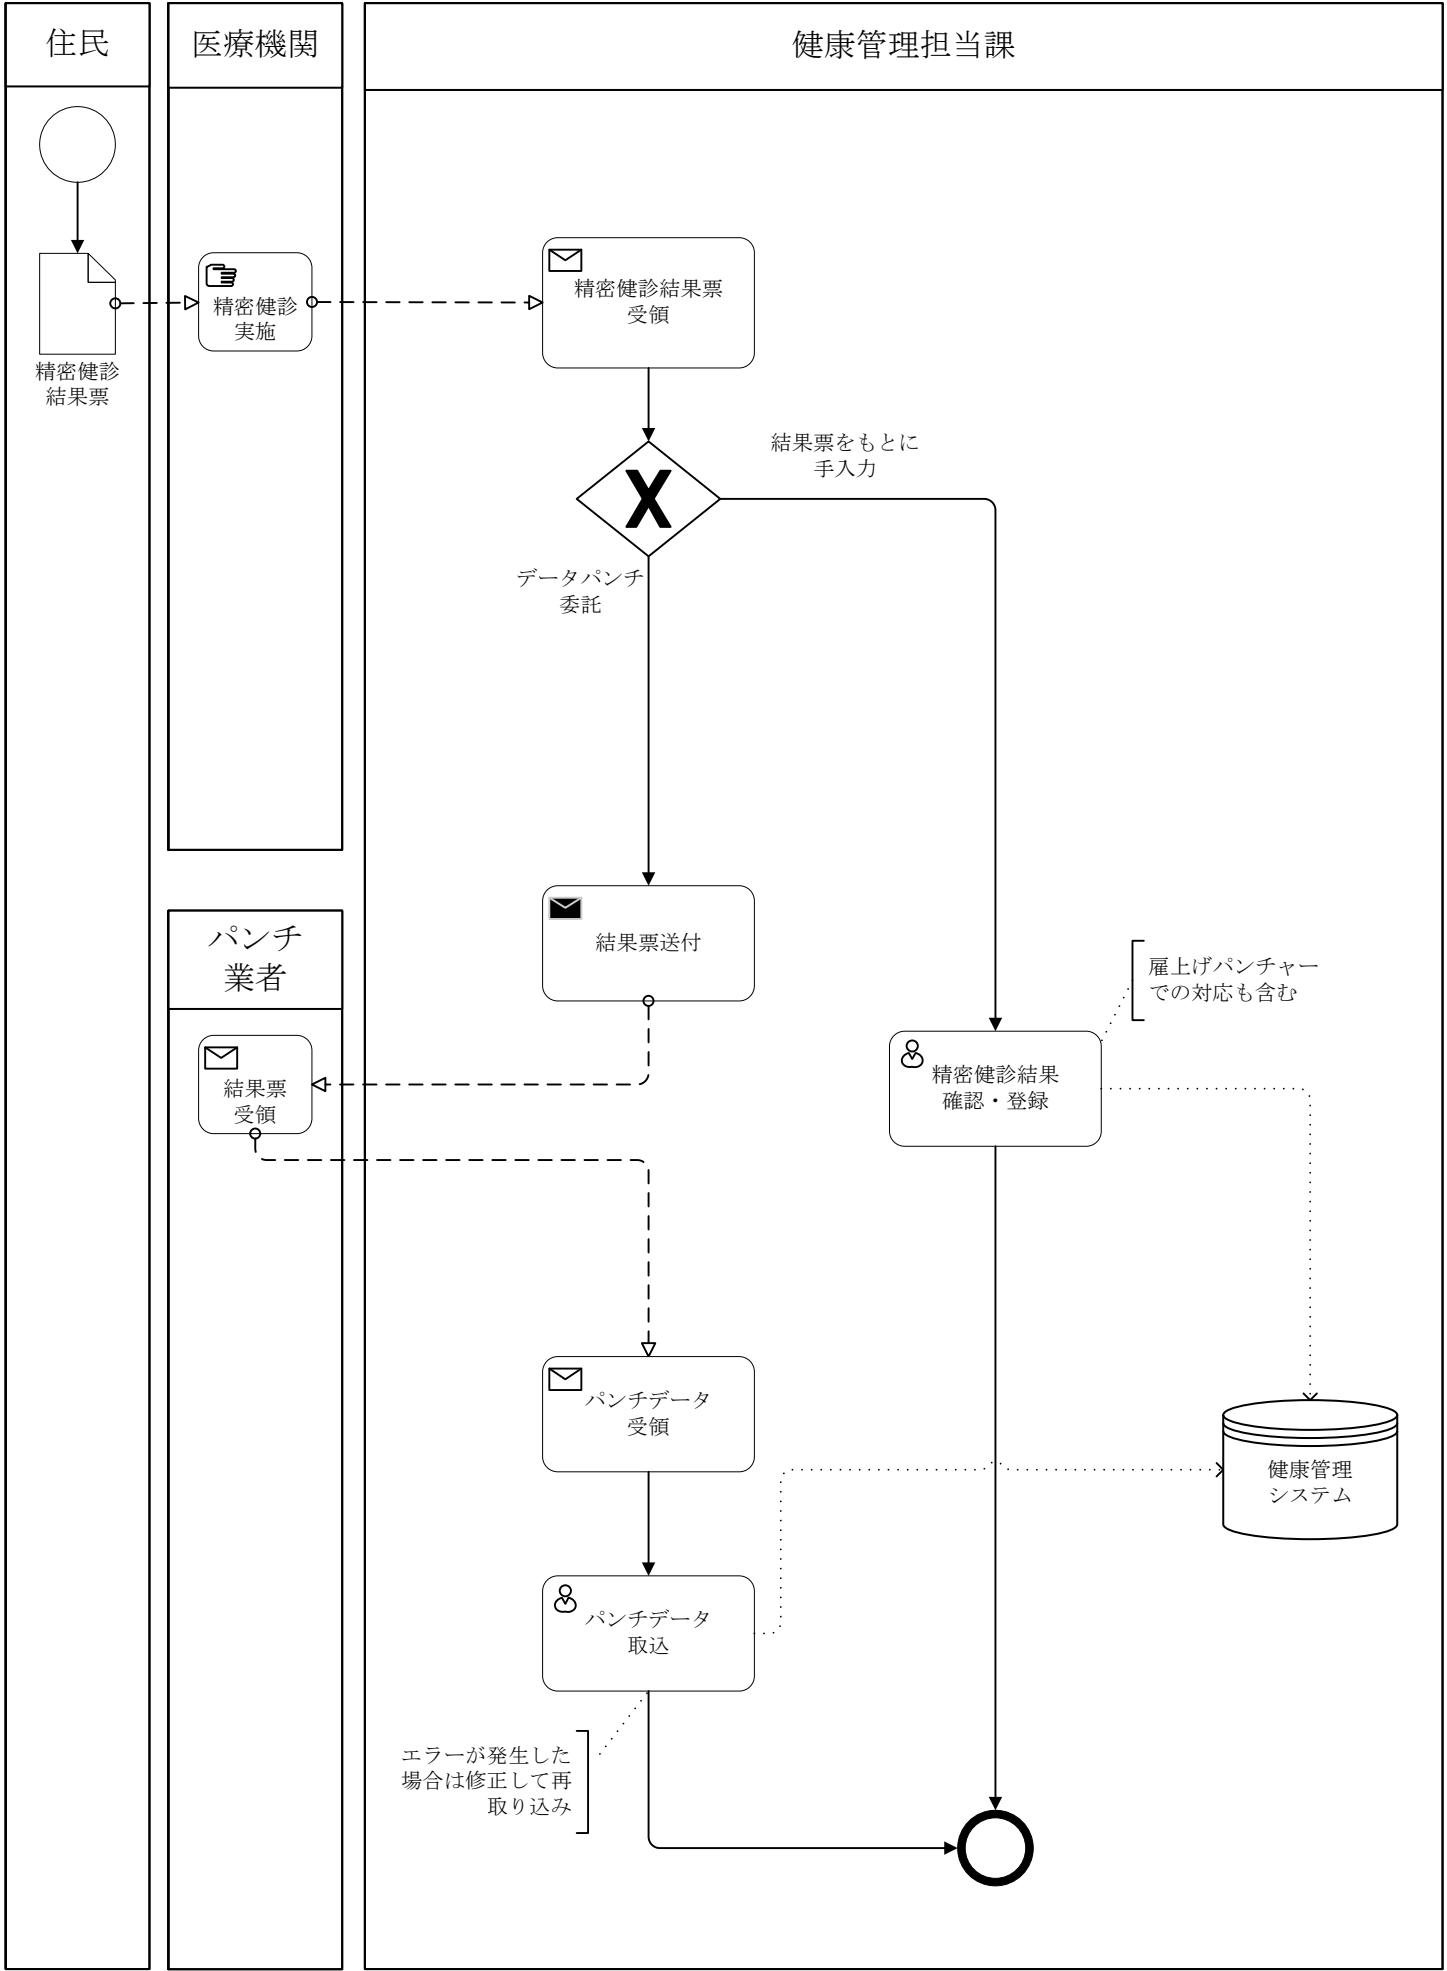 住民
医療機関
健康管理担当課
精密健診
結果票
精密健診
実施
精密健診結果票
受領
結果票をもとに
手入力
X
データパンチ
委託
結果票送付
パンチ
業者
結果票
受領
雇上げパンチャー
での対応も含む
精密健診結果
確認・登録
パンチデータ
受領
健康管理
システム
パンチデータ
取込
エラーが発生した
場合は修正して再
取り込み